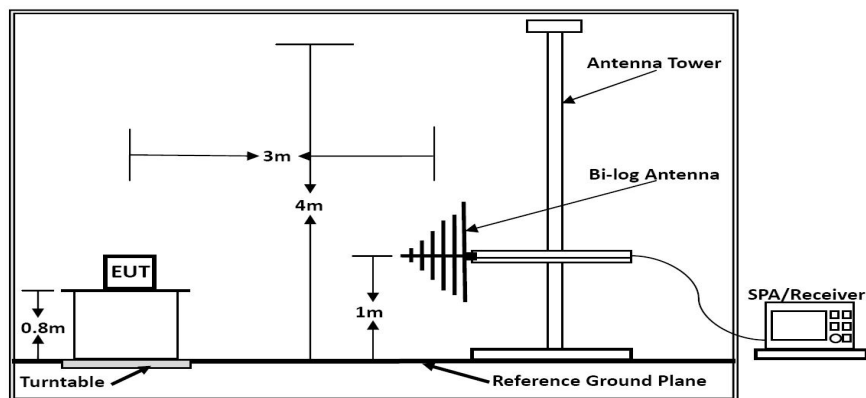 Antenna Tower
3m
Bi-log Antenna
4m
EUT
SPA/Receiver
0.8m
1m
Turntable
Reference Ground Plane